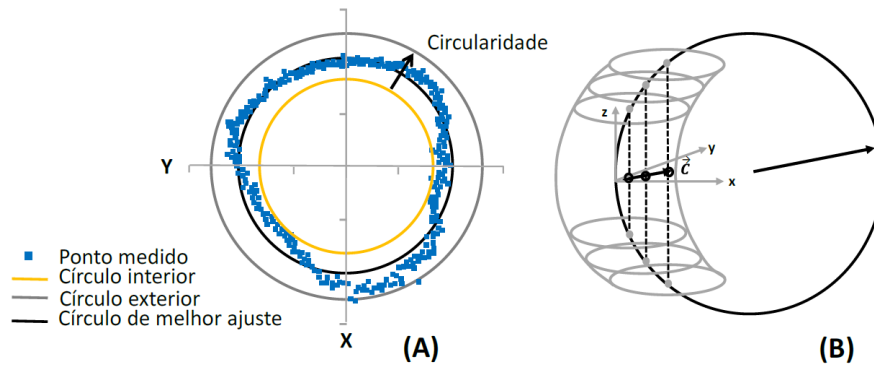 Circularidade
Y
X
Ponto medido
Círculo interior
Círculo exterior
Círculo de melhor ajuste
(A)
z
y
C
x
(B)